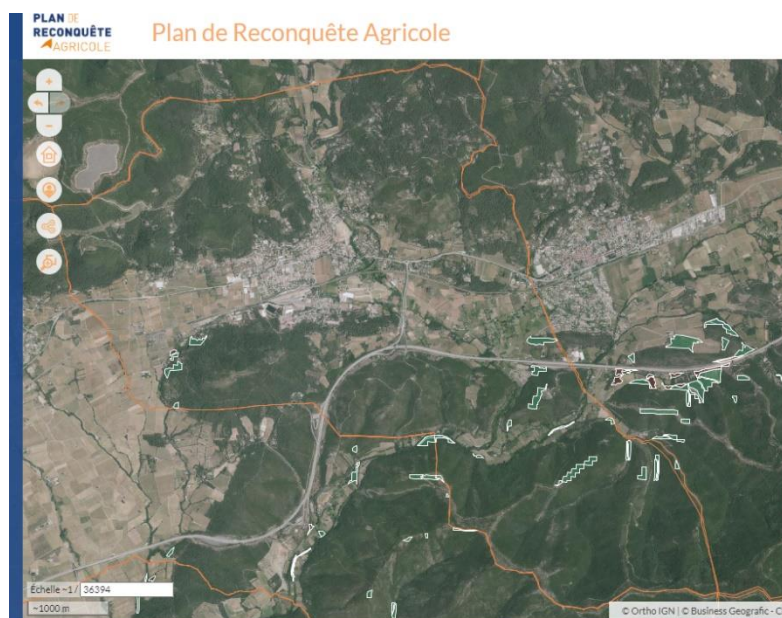 PLAN DE
RECONQUÊTE
AGRICOLE
Plan de Reconquête Agricole
Échelle ~1 / 36394
~1000 m
© Ortho IGN | © Business Geografic - C